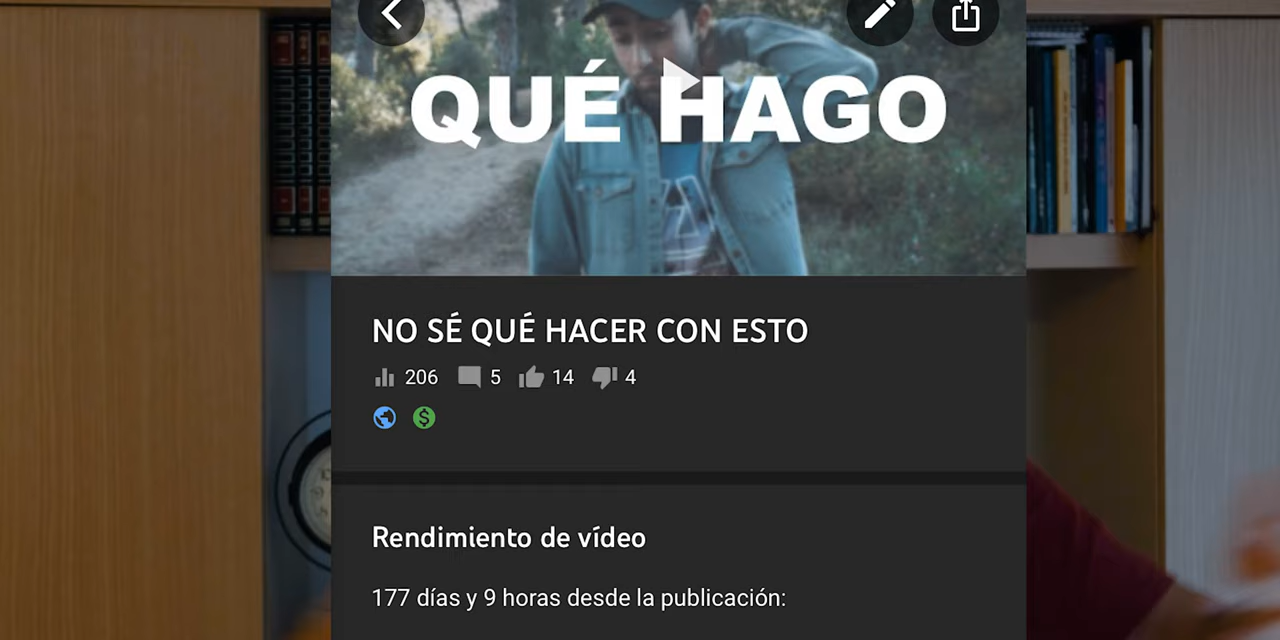 QUÉ HAGO
NO SÉ QUÉ HACER CON ESTO
206 5 14 4
Rendimiento de vídeo
177 días y 9 horas desde la publicación: